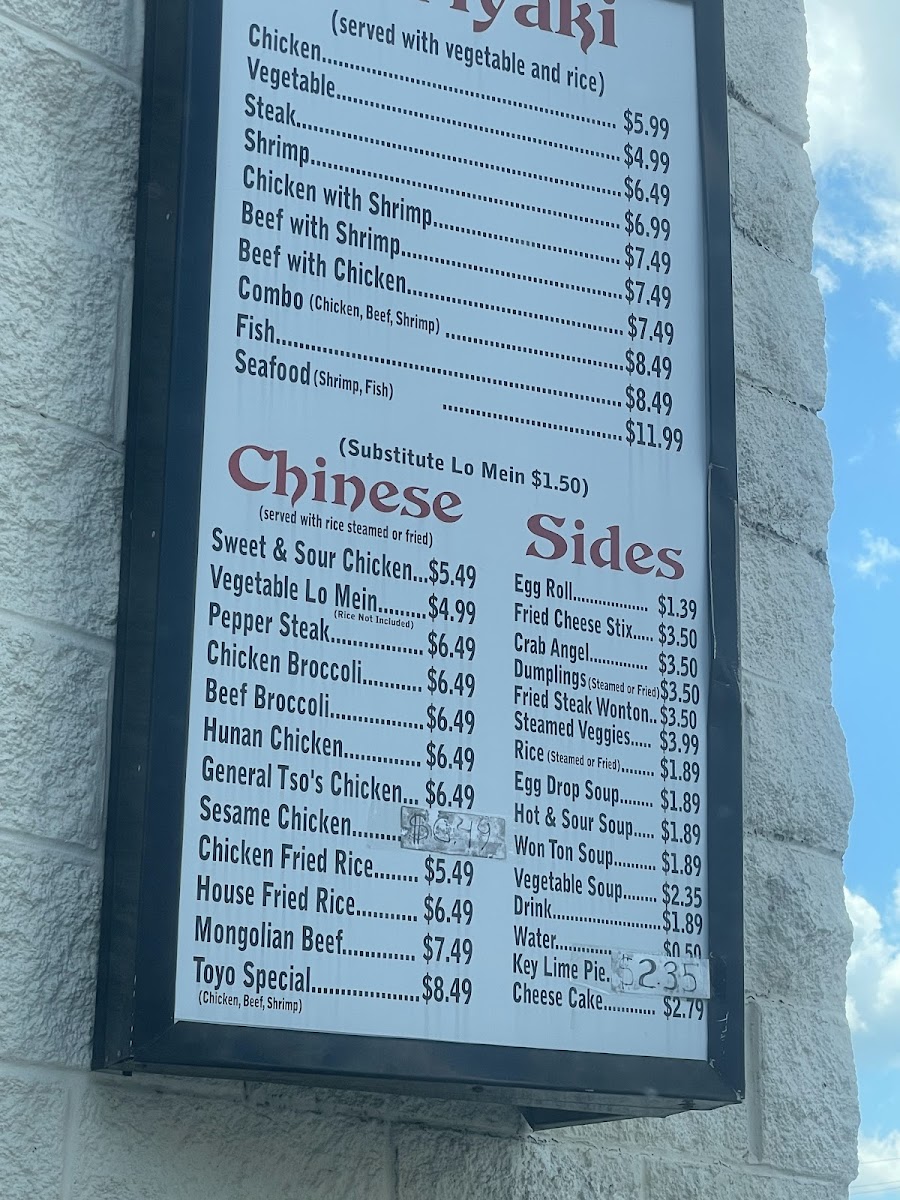 (served with vegetable and rice)
Chicken........ $5.99
Vegetable........ $4.99
Steak........ $6.49
Shrimp........ $6.99
Chicken with Shrimp........ $7.49
Beef with Shrimp........ $7.49
Beef with Chicken........ $7.49
Combo (Chicken, Beef, Shrimp) ........ $8.49
Fish........ $8.49
Seafood (Shrimp, Fish) ........ $11.99
(Substitute Lo Mein $1.50)
Chinese
(served with rice steamed or fried)
Sweet & Sour Chicken...$5.49
Vegetable Lo Mein........$4.99
(Rice Not Included)
Pepper Steak........ $6.49
Chicken Broccoli........ $6.49
Beef Broccoli........ $6.49
Hunan Chicken........ $6.49
General Tso's Chicken... $6.49
Sesame Chicken........ $6.49
Chicken Fried Rice........ $5.49
House Fried Rice........ $6.49
Mongolian Beef........ $7.49
Toyo Special........ $8.49
(Chicken, Beef, Shrimp)
Sides
Egg Roll........ $1.39
Fried Cheese Stix..... $3.50
Crab Angel........ $3.50
Dumplings (Steamed or Fried) $3.50
Fried Steak Wonton.. $3.50
Steamed Veggies..... $3.99
Rice (Steamed or Fried)........ $1.89
Egg Drop Soup........ $1.89
Hot & Sour Soup..... $1.89
Won Ton Soup........ $1.89
Vegetable Soup....... $2.35
Drink........ $1.89
Water........ $0.50
Key Lime Pie. $2.35
Cheese Cake........ $2.79